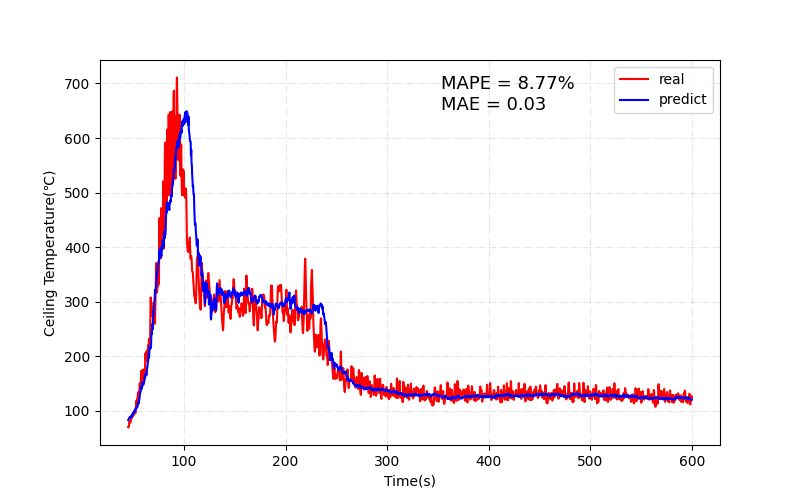 MAPE = 8.77%
MAE = 0.03
real
predict
Ceiling Temperature(℃)
700
600
500
400
300
200
100
100 200 300 400 500 600
Time(s)